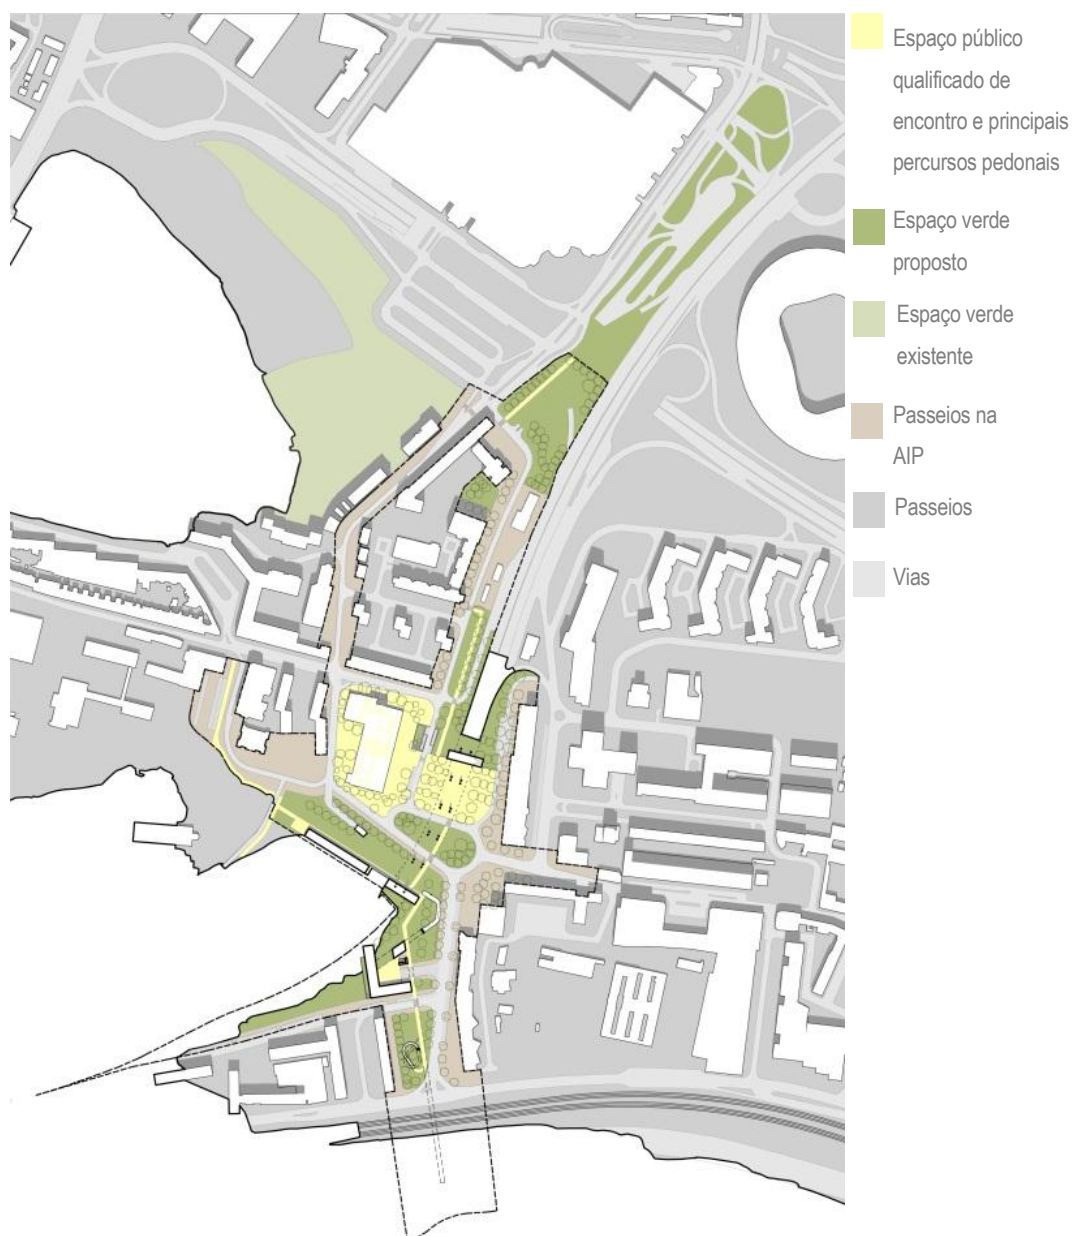 Espaço público
qualificado de
encontro e principais
percursos pedonais
Espaço verde
proposto
Espaço verde
existente
Passeios na
AIP
Passeios
Vias